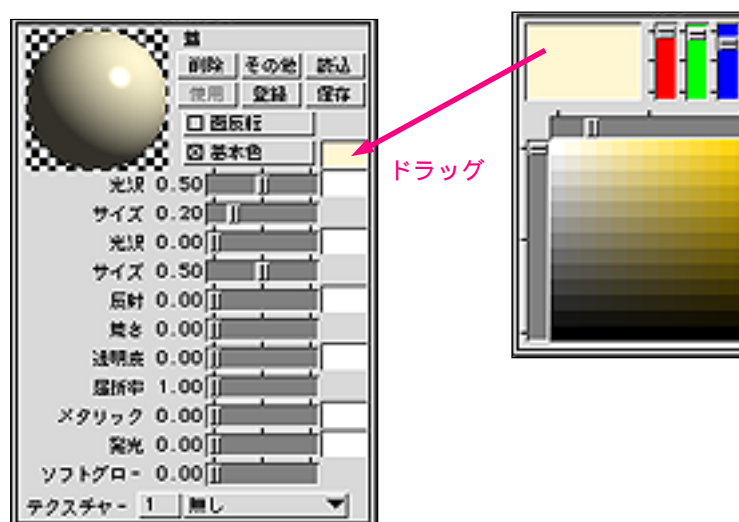 蓋
削除 その他 読込
使用 登録 保存
面反転
基本色
ドラッグ
光沢 0.50
サイズ 0.20
光沢 0.00
サイズ 0.50
反射 0.00
荒さ 0.00
透明度 0.00
屈折率 1.00
メタリック 0.00
発光 0.00
ソフトグロー 0.00
テクスチャー 1 無し